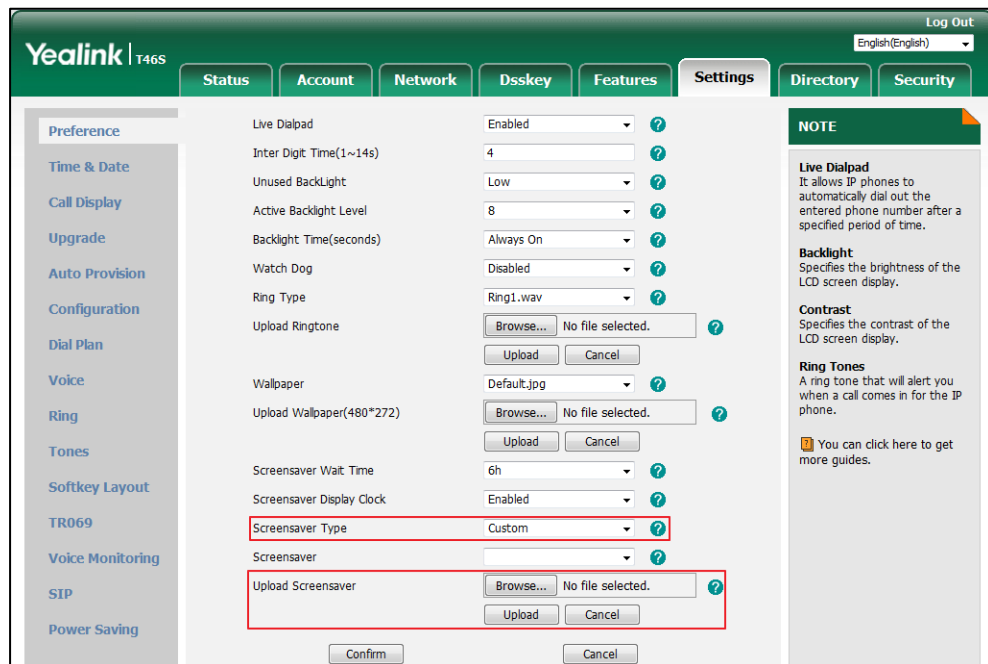 Log Out
Yealink T46S
English(English)
Status Account Network Dsskey Features Settings Directory Security
Preference
Time & Date
Call Display
Upgrade
Auto Provision
Configuration
Dial Plan
Voice
Ring
Tones
Softkey Layout
TR069
Voice Monitoring
SIP
Power Saving
Live Dialpad Enabled ?
Inter Digit Time(1~14s) 4 ?
Unused BackLight Low ?
Active Backlight Level 8 ?
Backlight Time(seconds) Always On ?
Watch Dog Disabled ?
Ring Type Ring1.wav ?
Upload Ringtone Browse... No file selected. ?
Upload Cancel
Wallpaper Default.jpg ?
Upload Wallpaper(480*272) Browse... No file selected. ?
Upload Cancel
Screensaver Wait Time 6h ?
Screensaver Display Clock Enabled ?
Screensaver Type Custom ?
Screensaver ?
Upload Screensaver Browse... No file selected. ?
Upload Cancel
Confirm Cancel
NOTE
Live Dialpad
It allows IP phones to
automatically dial out the
entered phone number after a
specified period of time.
Backlight
Specifies the brightness of the
LCD screen display.
Contrast
Specifies the contrast of the
LCD screen display.
Ring Tones
A ring tone that will alert you
when a call comes in for the IP
phone.
? You can click here to get
more guides.